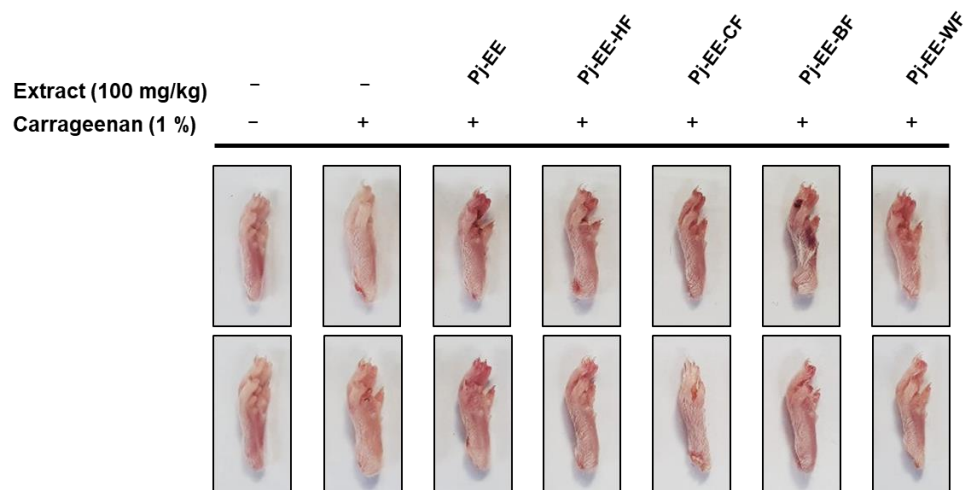 Pj-EE Pj-EE-HF Pj-EE-CF Pj-EE-BF Pj-EE-WF
Extract (100 mg/kg) – –
Carrageenan (1 %) – + + + + + +